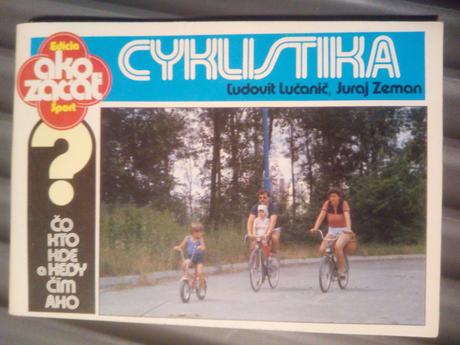 Edícia
ako
začať
Šport
CYKLISTIKA
Ľudovít Lučanič, Juraj Zeman
?
ČO
KTO
KDE
a KEDY
ČÍM
AKO